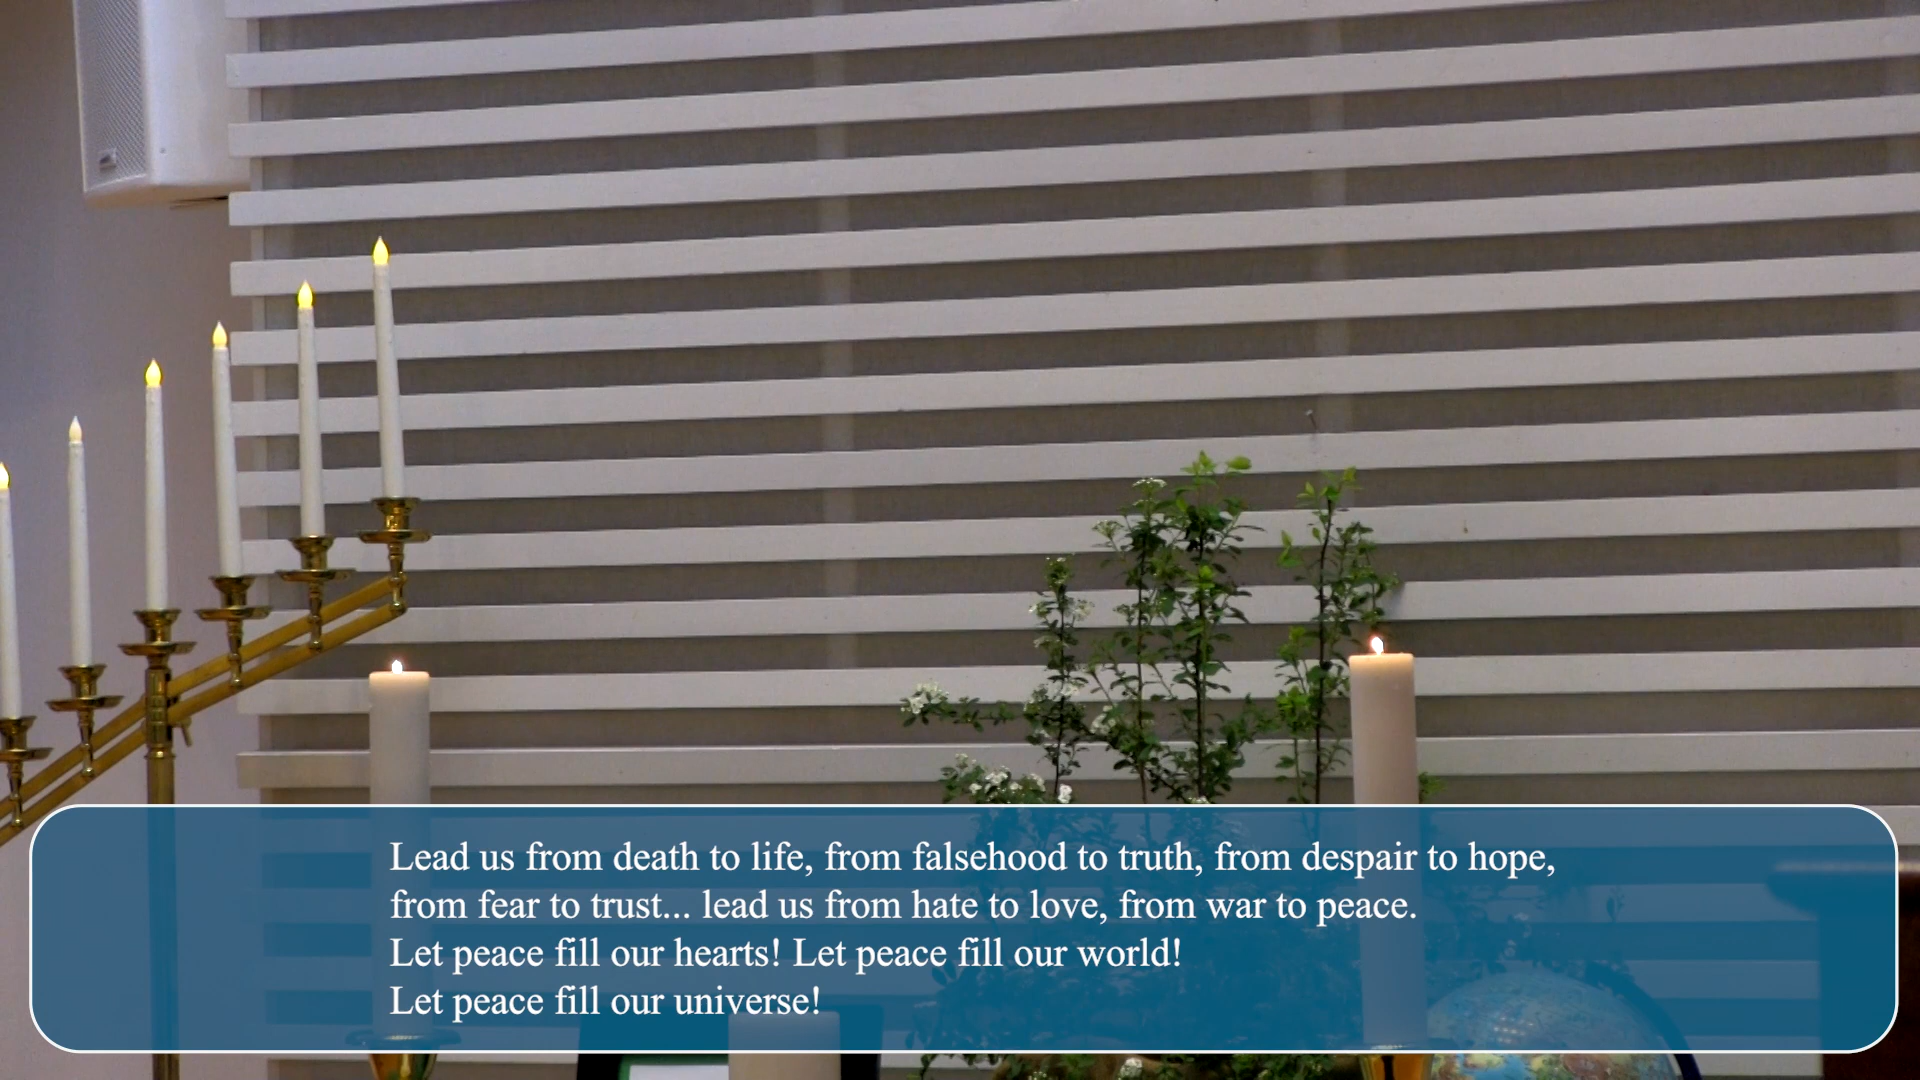 Lead us from death to life, from falsehood to truth, from despair to hope,
from fear to trust... lead us from hate to love, from war to peace.
Let peace fill our hearts! Let peace fill our world!
Let peace fill our universe!